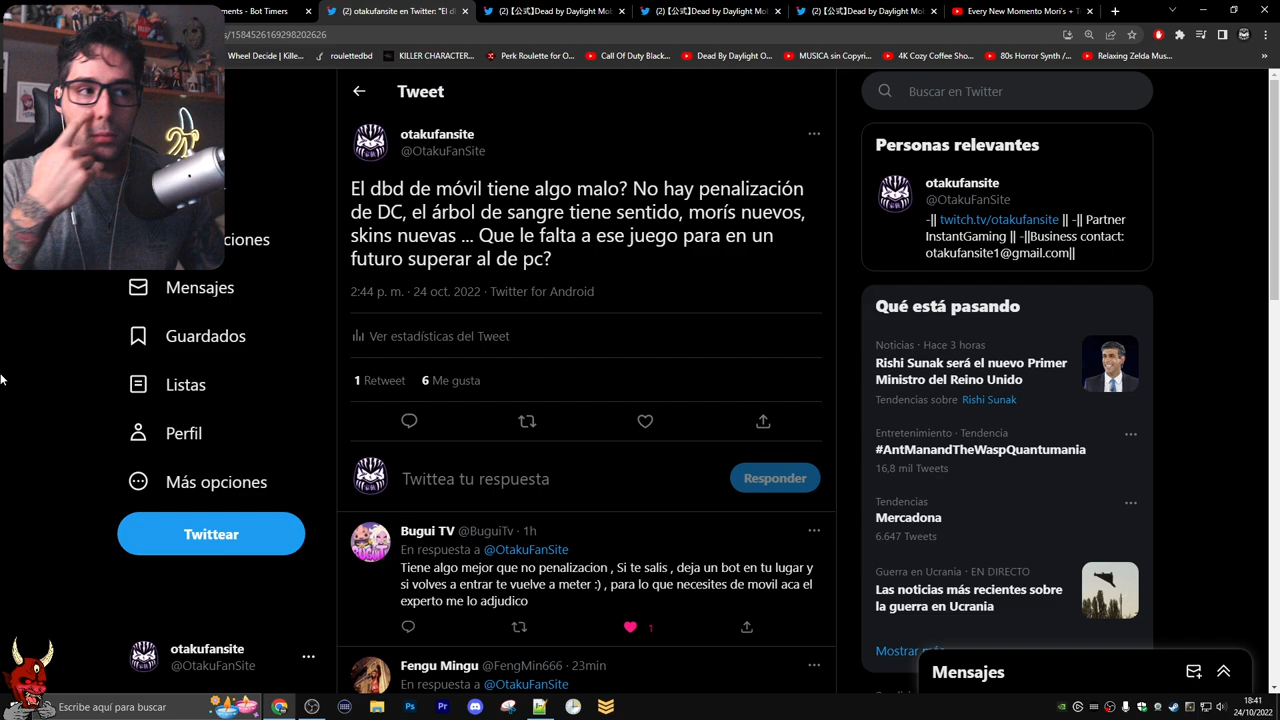 ments - Bot Timers
(2) otakufansite en Twitter: "El db
(2) 【公式】Dead by Daylight Mob
(2) 【公式】Dead by Daylight Mob
(2) 【公式】Dead by Daylight Mob
Every New Momento Mori's + T
s/1584526169298202626
Wheel Decide | Kille...
roulettedbd
KILLER CHARACTER...
Perk Roulette for O...
Call Of Duty Black...
Dead By Daylight O...
MUSICA sin Copyri...
4K Cozy Coffee Sho...
80s Horror Synth /...
Relaxing Zelda Mus...
Tweet
Buscar en Twitter
otakufansite
@OtakuFanSite
El dbd de móvil tiene algo malo? No hay penalización
de DC, el árbol de sangre tiene sentido, morís nuevos,
skins nuevas ... Que le falta a ese juego para en un
futuro superar al de pc?
2:44 p. m. · 24 oct. 2022 · Twitter for Android
Ver estadísticas del Tweet
1 Retweet 6 Me gusta
Twittea tu respuesta
Responder
Bugui TV @BuguiTv · 1h
En respuesta a @OtakuFanSite
Tiene algo mejor que no penalizacion , Si te salis , deja un bot en tu lugar y
si volves a entrar te vuelve a meter :) , para lo que necesites de movil aca el
experto me lo adjudico
1
Fengu Mingu @FengMin666 · 23min
En respuesta a @OtakuFanSite
ciones
Mensajes
Guardados
Listas
Perfil
Más opciones
Twittear
otakufansite
@OtakuFanSite
Personas relevantes
otakufansite
@OtakuFanSite
-|| twitch.tv/otakufansite || -|| Partner
InstantGaming || -||Business contact:
otakufansite1@gmail.com||
Qué está pasando
Noticias · Hace 3 horas
Rishi Sunak será el nuevo Primer
Ministro del Reino Unido
Tendencias sobre Rishi Sunak
Entretenimiento · Tendencia
#AntManandTheWaspQuantumania
16,8 mil Tweets
Tendencias
Mercadona
6.647 Tweets
Guerra en Ucrania · EN DIRECTO
Las noticias más recientes sobre
la guerra en Ucrania
Mostrar
Mensajes
Escribe aquí para buscar
18:41
24/10/2022